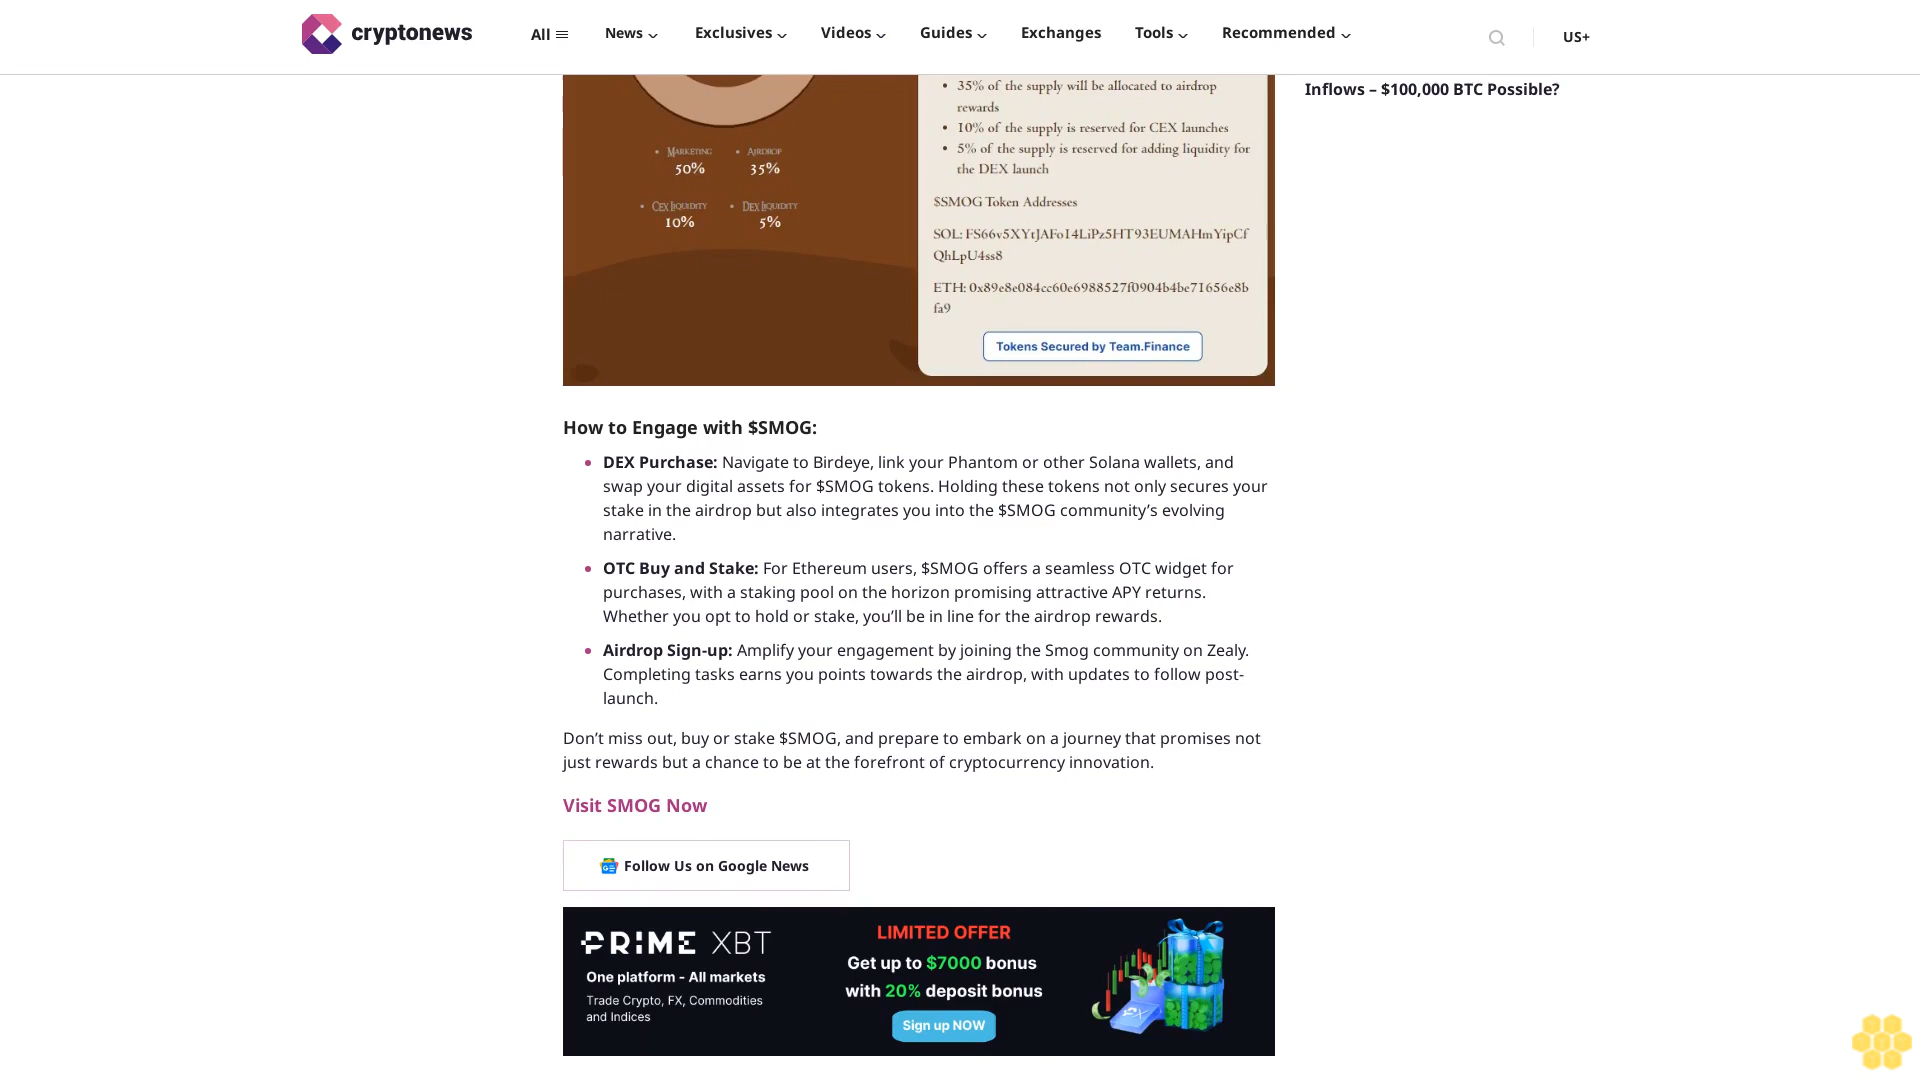 cryptonews
All
News
Exclusives
Videos
Guides
Exchanges
Tools
Recommended
US+
Inflows – $100,000 BTC Possible?
Marketing
50%
Airdrop
35%
Cex Liquidity
10%
Dex Liquidity
5%
• 35% of the supply will be allocated to airdrop
rewards
• 10% of the supply is reserved for CEX launches
• 5% of the supply is reserved for adding liquidity for
the DEX launch
$SMOG Token Addresses
SOL: FS66v5XYtJAFo14LiPz5HT93EUMAHmYipCf
QhLpU4ss8
ETH: 0x89e8e084cc60e6988527f0904b4be71656e8b
fa9
Tokens Secured by Team.Finance
How to Engage with $SMOG:
• DEX Purchase: Navigate to Birdeye, link your Phantom or other Solana wallets, and
swap your digital assets for $SMOG tokens. Holding these tokens not only secures your
stake in the airdrop but also integrates you into the $SMOG community’s evolving
narrative.
• OTC Buy and Stake: For Ethereum users, $SMOG offers a seamless OTC widget for
purchases, with a staking pool on the horizon promising attractive APY returns.
Whether you opt to hold or stake, you’ll be in line for the airdrop rewards.
• Airdrop Sign-up: Amplify your engagement by joining the Smog community on Zealy.
Completing tasks earns you points towards the airdrop, with updates to follow post-
launch.
Don’t miss out, buy or stake $SMOG, and prepare to embark on a journey that promises not
just rewards but a chance to be at the forefront of cryptocurrency innovation.
Visit SMOG Now
Follow Us on Google News
PRIME XBT
One platform - All markets
Trade Crypto, FX, Commodities
and Indices
LIMITED OFFER
Get up to $7000 bonus
with 20% deposit bonus
Sign up NOW